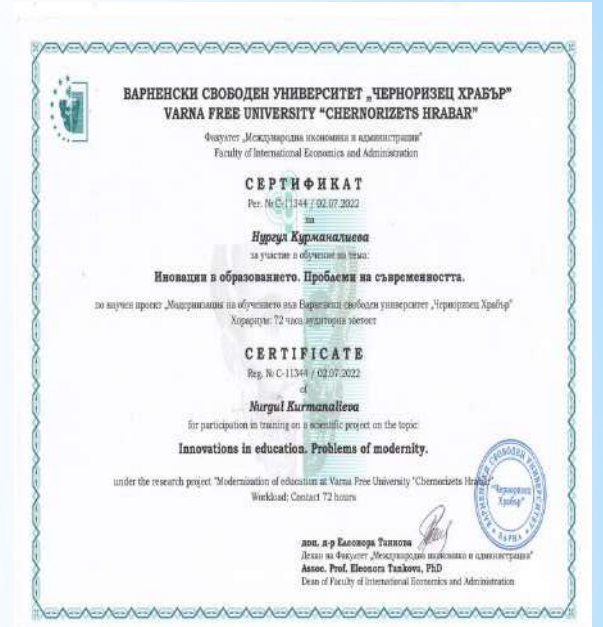 ВАРНЕНСКИ СВОБОДЕН УНИВЕРСИТЕТ „ЧЕРНОРИЗЕЦ ХРАБЪР”
VARNA FREE UNIVERSITY “CHERNORIZETS HRABAR”
Факултет „Международна икономика и администрация”
Faculty of International Economics and Administration
СЕРТИФИКАТ
Рег. № С-11344 / 02.07.2022
на
Нургул Курманалиева
за участие в обучение на тема:
Иновации в образованието. Проблеми на съвременността.
по научен проект „Модернизация на обучението във Варненски свободен университет „Черноризец Храбър”
Хорариум: 72 часа аудиторна заетост
CERTIFICATE
Reg. № C-11344 / 02.07.2022
of
Nurgul Kurmanalieva
for participation in training on a scientific project on the topic:
Innovations in education. Problems of modernity.
under the research project "Modernization of education at Varna Free University "Chernorizets Hrabar"
Workload: Contact 72 hours
доц. д-р Елеонора Танкова
Декан на Факултет „Международна икономика и администрация”
Assoc. Prof. Eleonora Tankova, PhD
Dean of Faculty of International Economics and Administration
ВАРНЕНСКИ СВОБОДЕН УНИВЕРСИТЕТ
"Черноризец
Храбър"
ВАРНА